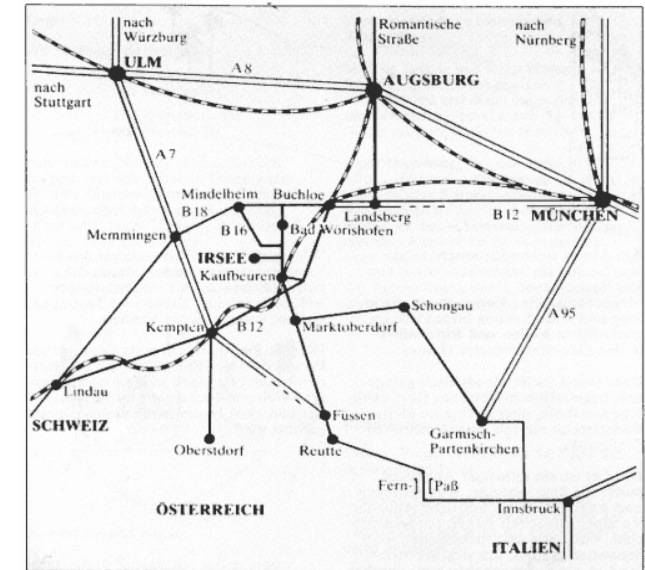 nach
Würzburg
ULM
A 8
nach
Stuttgart
Romantische
Straße
AUGSBURG
nach
Nürnberg
A 7
Mindelheim
Buchloe
B 18
B 16
Bad Wörishofen
Landsberg
B 12
MÜNCHEN
Memmingen
IRSEE
Kaufbeuren
Kempten
B 12
Marktoberdorf
Schongau
A 95
Lindau
SCHWEIZ
Füssen
Oberstdorf
Reutte
Garmisch-
Partenkirchen
Fern-] [Paß
Innsbruck
ÖSTERREICH
ITALIEN